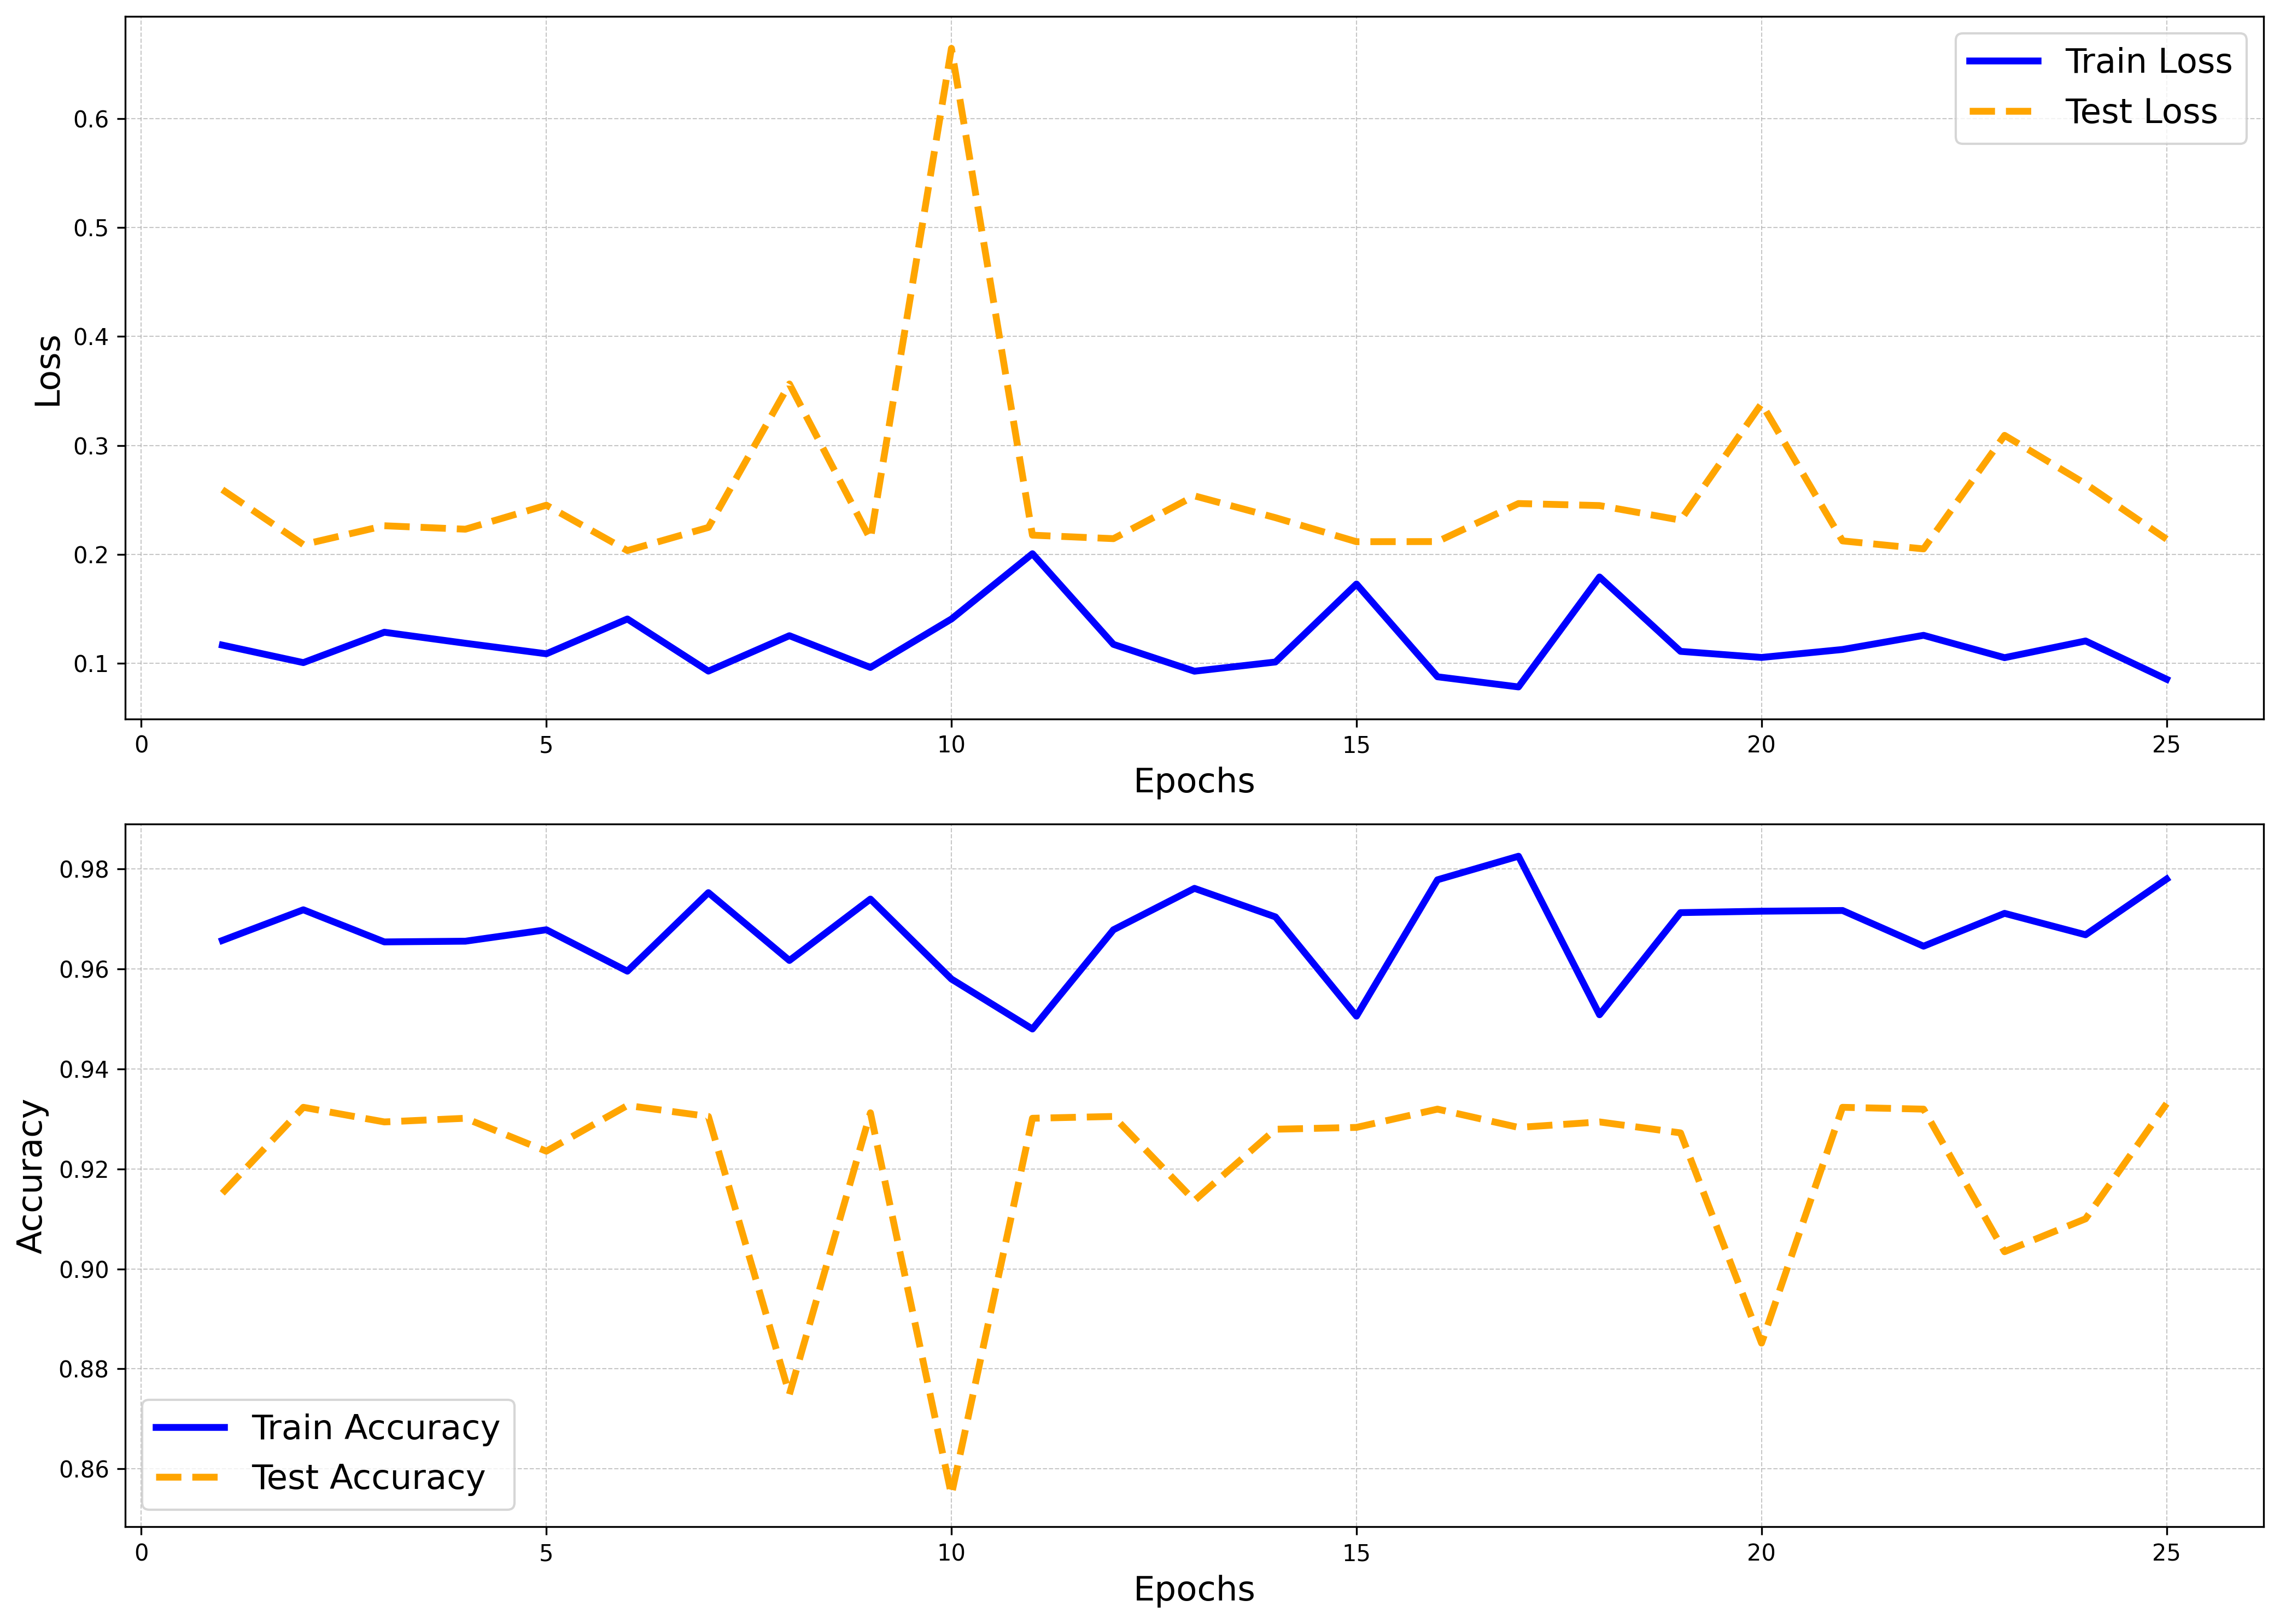 Train Loss
Test Loss
0.6
0.5
0.4
0.3
0.2
0.1
Loss
0 5 10 15 20 25
Epochs
0.98
0.96
0.94
0.92
0.90
0.88
0.86
Accuracy
Train Accuracy
Test Accuracy
0 5 10 15 20 25
Epochs